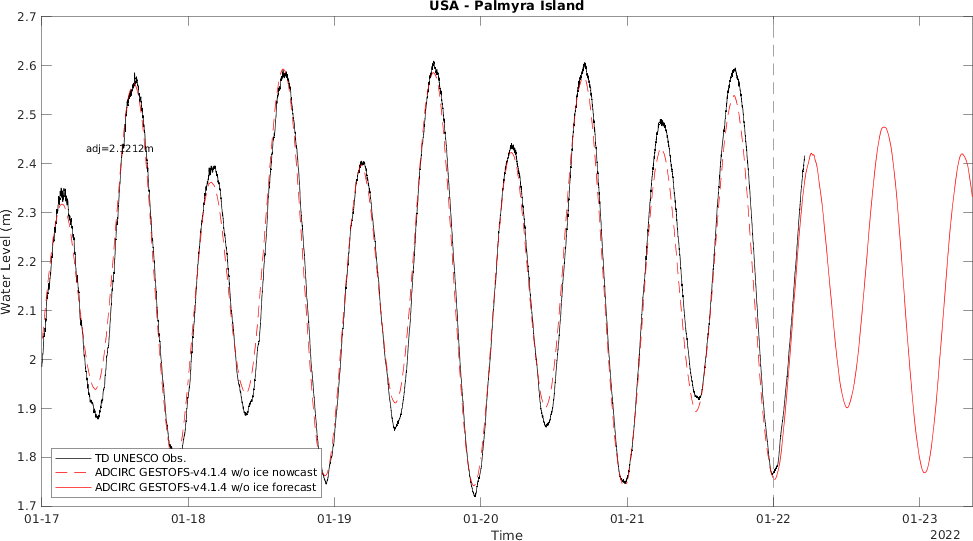 USA - Palmyra Island
2.7
2.6
2.5
2.4
2.3
2.2
2.1
2
1.9
1.8
1.7
Water Level (m)
adj=2.1212m
TD UNESCO Obs.
ADCIRC GESTOFS-v4.1.4 w/o ice nowcast
ADCIRC GESTOFS-v4.1.4 w/o ice forecast
01-17 01-18 01-19 01-20 01-21 01-22 01-23
Time
2022